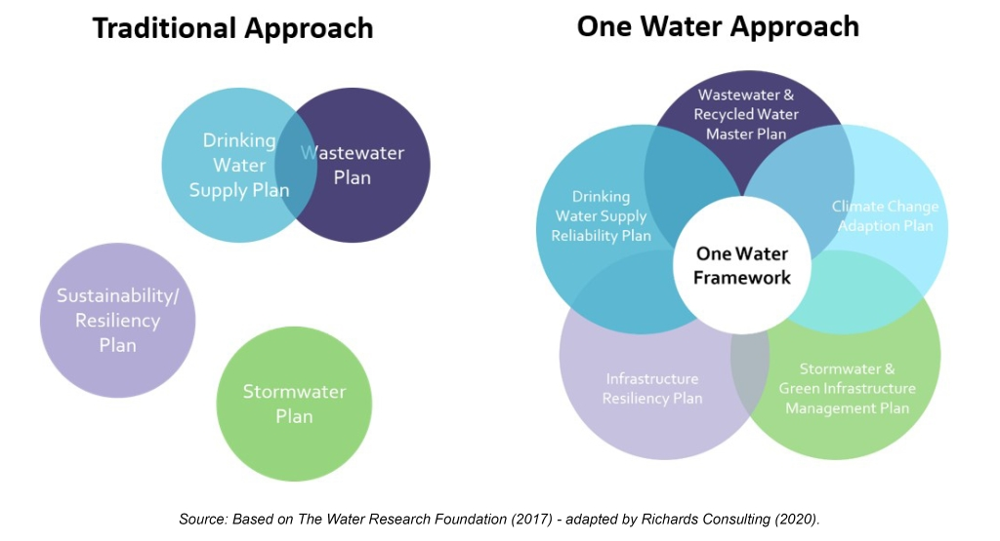 Traditional Approach
One Water Approach
Drinking
Water
Supply Plan
Wastewater
Plan
Sustainability/
Resiliency
Plan
Stormwater
Plan
Wastewater &
Recycled Water
Master Plan
Drinking
Water Supply
Reliability Plan
Climate Change
Adaption Plan
One Water
Framework
Infrastructure
Resiliency Plan
Stormwater &
Green Infrastructure
Management Plan
Source: Based on The Water Research Foundation (2017) - adapted by Richards Consulting (2020).